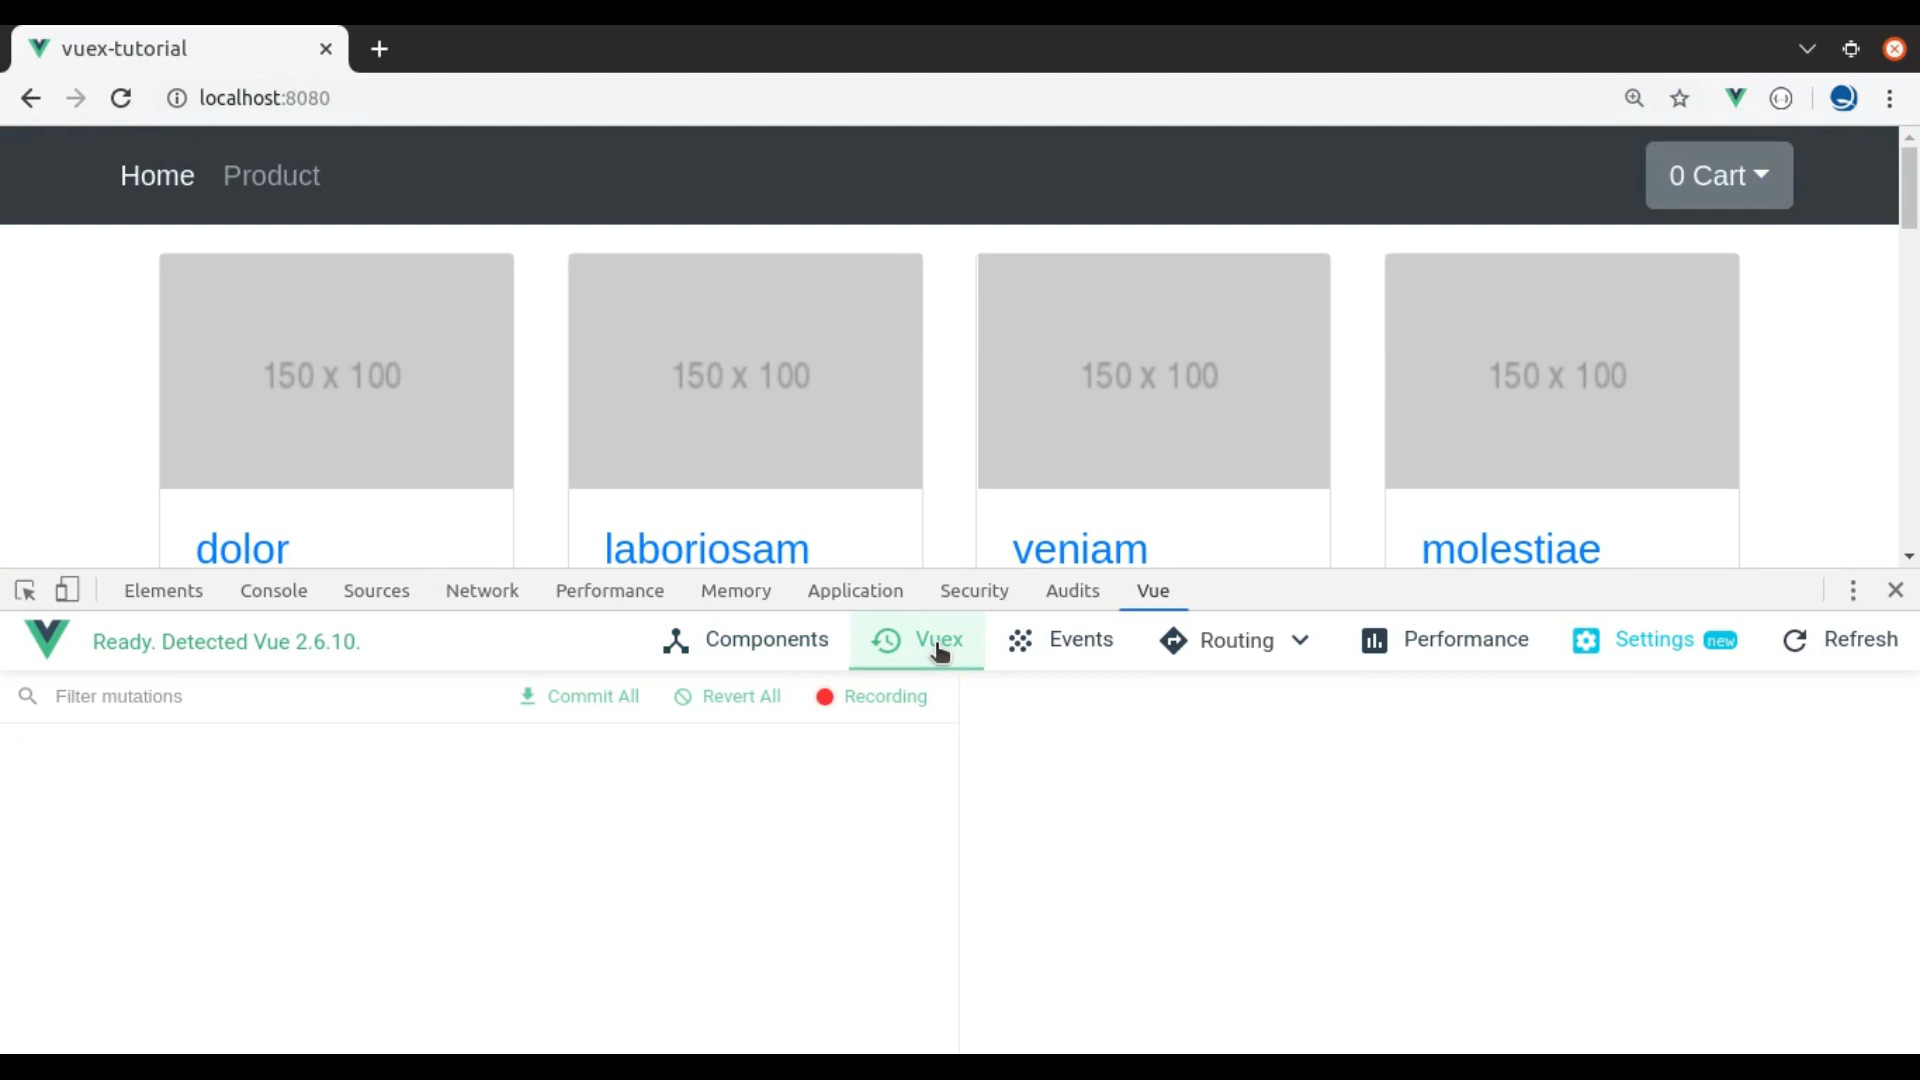 vuex-tutorial
localhost:8080
Home Product 0 Cart
150 x 100 150 x 100 150 x 100 150 x 100
dolor laboriosam veniam molestiae
Elements Console Sources Network Performance Memory Application Security Audits Vue
Ready. Detected Vue 2.6.10. Components Vuex Events Routing Performance Settings new Refresh
Filter mutations Commit All Revert All Recording